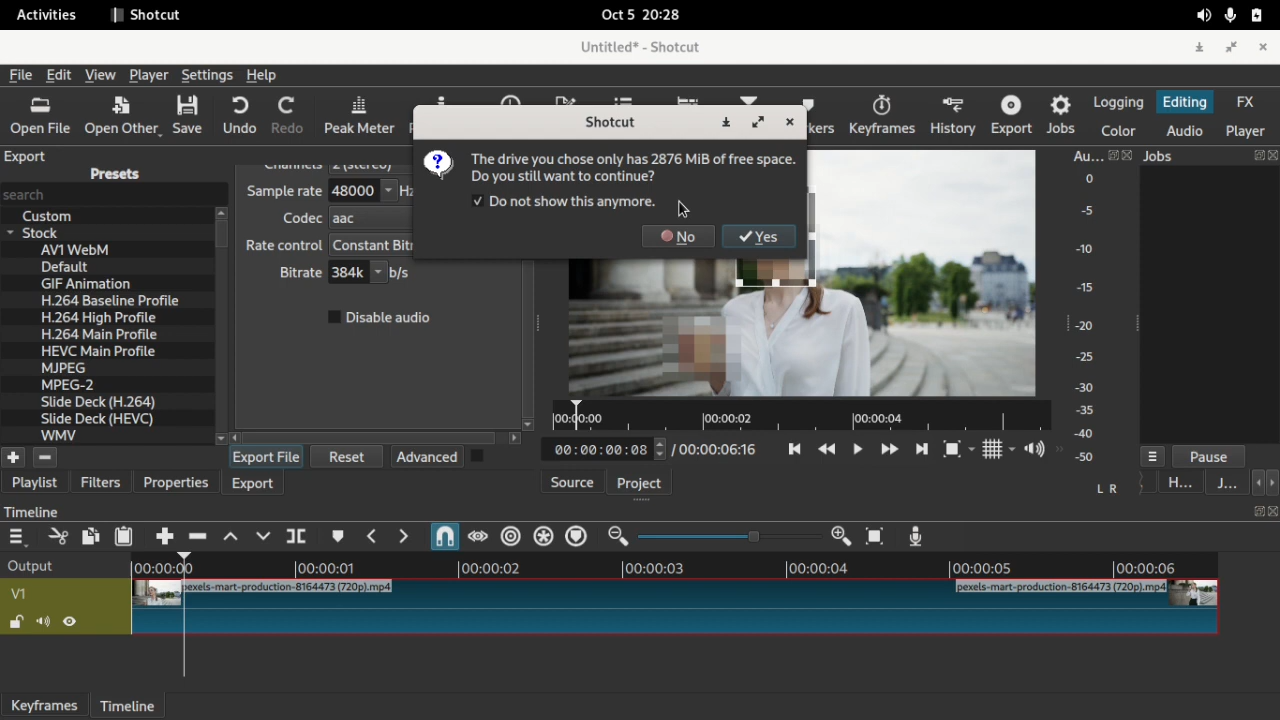 Activities
Shotcut
Oct 5 20:28
Untitled* - Shotcut
File Edit View Player Settings Help
Open File
Open Other
Save
Undo
Redo
Peak Meter
Keyframes
History
Export
Jobs
Logging
Editing
FX
Color
Audio
Player
Shotcut
The drive you chose only has 2876 MiB of free space.
Do you still want to continue?
Do not show this anymore.
No
Yes
Export
Presets
search
Custom
Stock
AV1 WebM
Default
GIF Animation
H.264 Baseline Profile
H.264 High Profile
H.264 Main Profile
HEVC Main Profile
MJPEG
MPEG-2
Slide Deck (H.264)
Slide Deck (HEVC)
WMV
Channels 2 (stereo)
Sample rate 48000 Hz
Codec aac
Rate control Constant Bitr
Bitrate 384k b/s
Disable audio
Export File
Reset
Advanced
Playlist
Filters
Properties
Export
00:00:00
00:00:02
00:00:04
00:00:00:08 / 00:00:06:16
Source
Project
Au...
0
-5
-10
-15
-20
-25
-30
-35
-40
-50
L R
Jobs
Pause
H...
J...
Timeline
Output
00:00:00
00:00:01
00:00:02
00:00:03
00:00:04
00:00:05
00:00:06
V1
pexels-mart-production-8164473 (720p).mp4
pexels-mart-production-8164473 (720p).mp4
Keyframes
Timeline